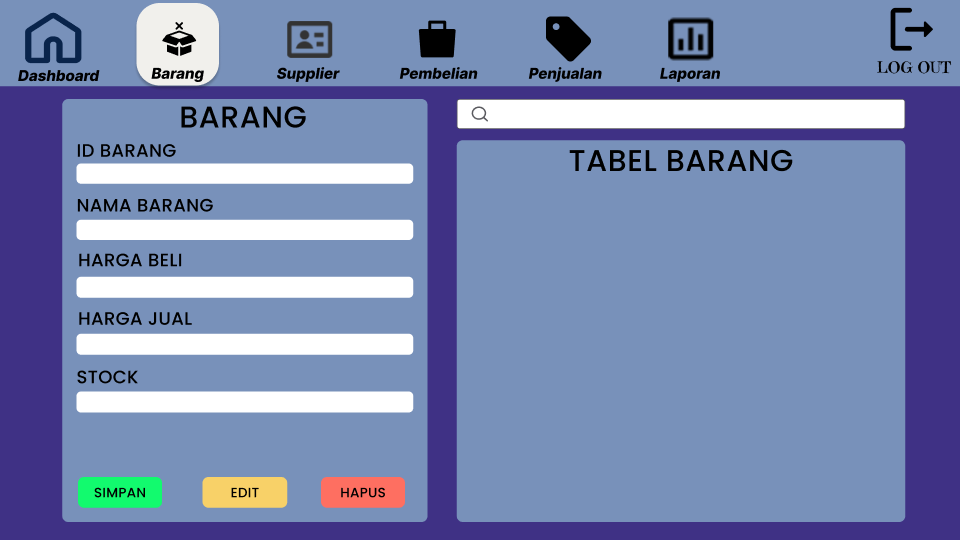 Dashboard
Barang
Supplier
Pembelian
Penjualan
Laporan
LOG OUT
BARANG
ID BARANG
NAMA BARANG
HARGA BELI
HARGA JUAL
STOCK
SIMPAN
EDIT
HAPUS
TABEL BARANG